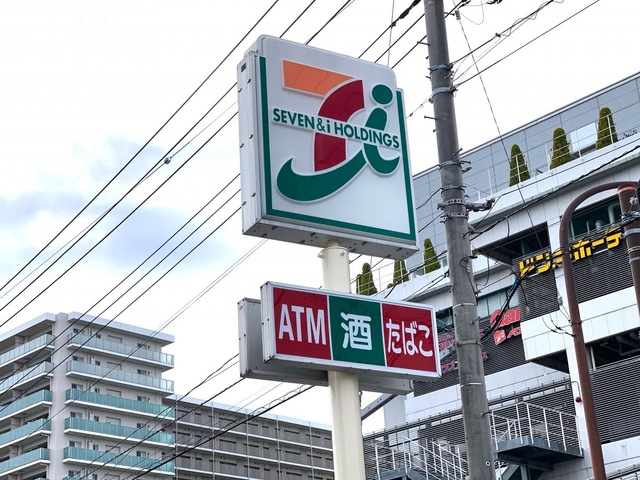 SEVEN & i HOLDINGS
ATM 酒 たばこ